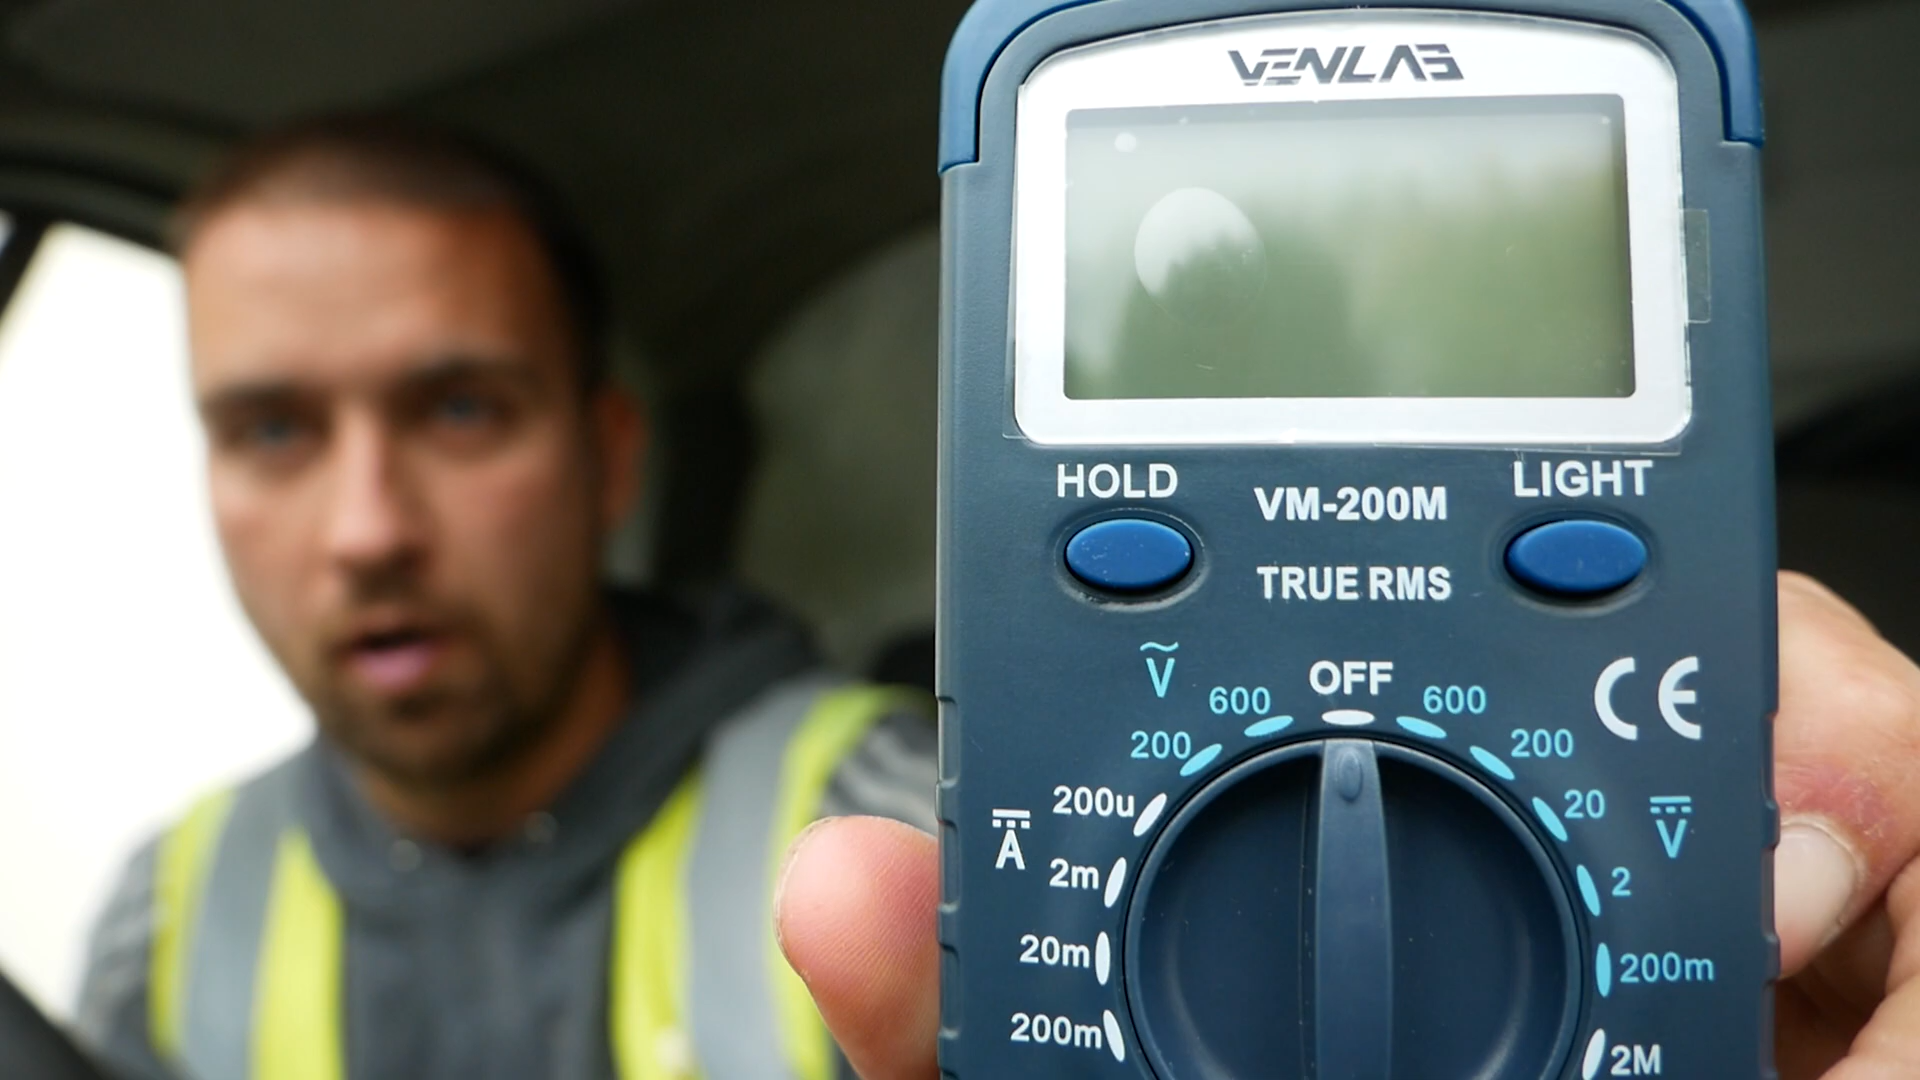 VENLAB
HOLD
LIGHT
VM-200M
TRUE RMS
V
OFF
600
600
200
200
200u
20
A
V
2m
2
20m
200m
200m
2M
CE